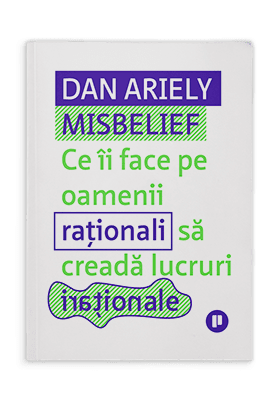 DAN ARIELY
MISBELIEF
Ce îi face pe
oamenii
raționali să
creadă lucruri
iraționale